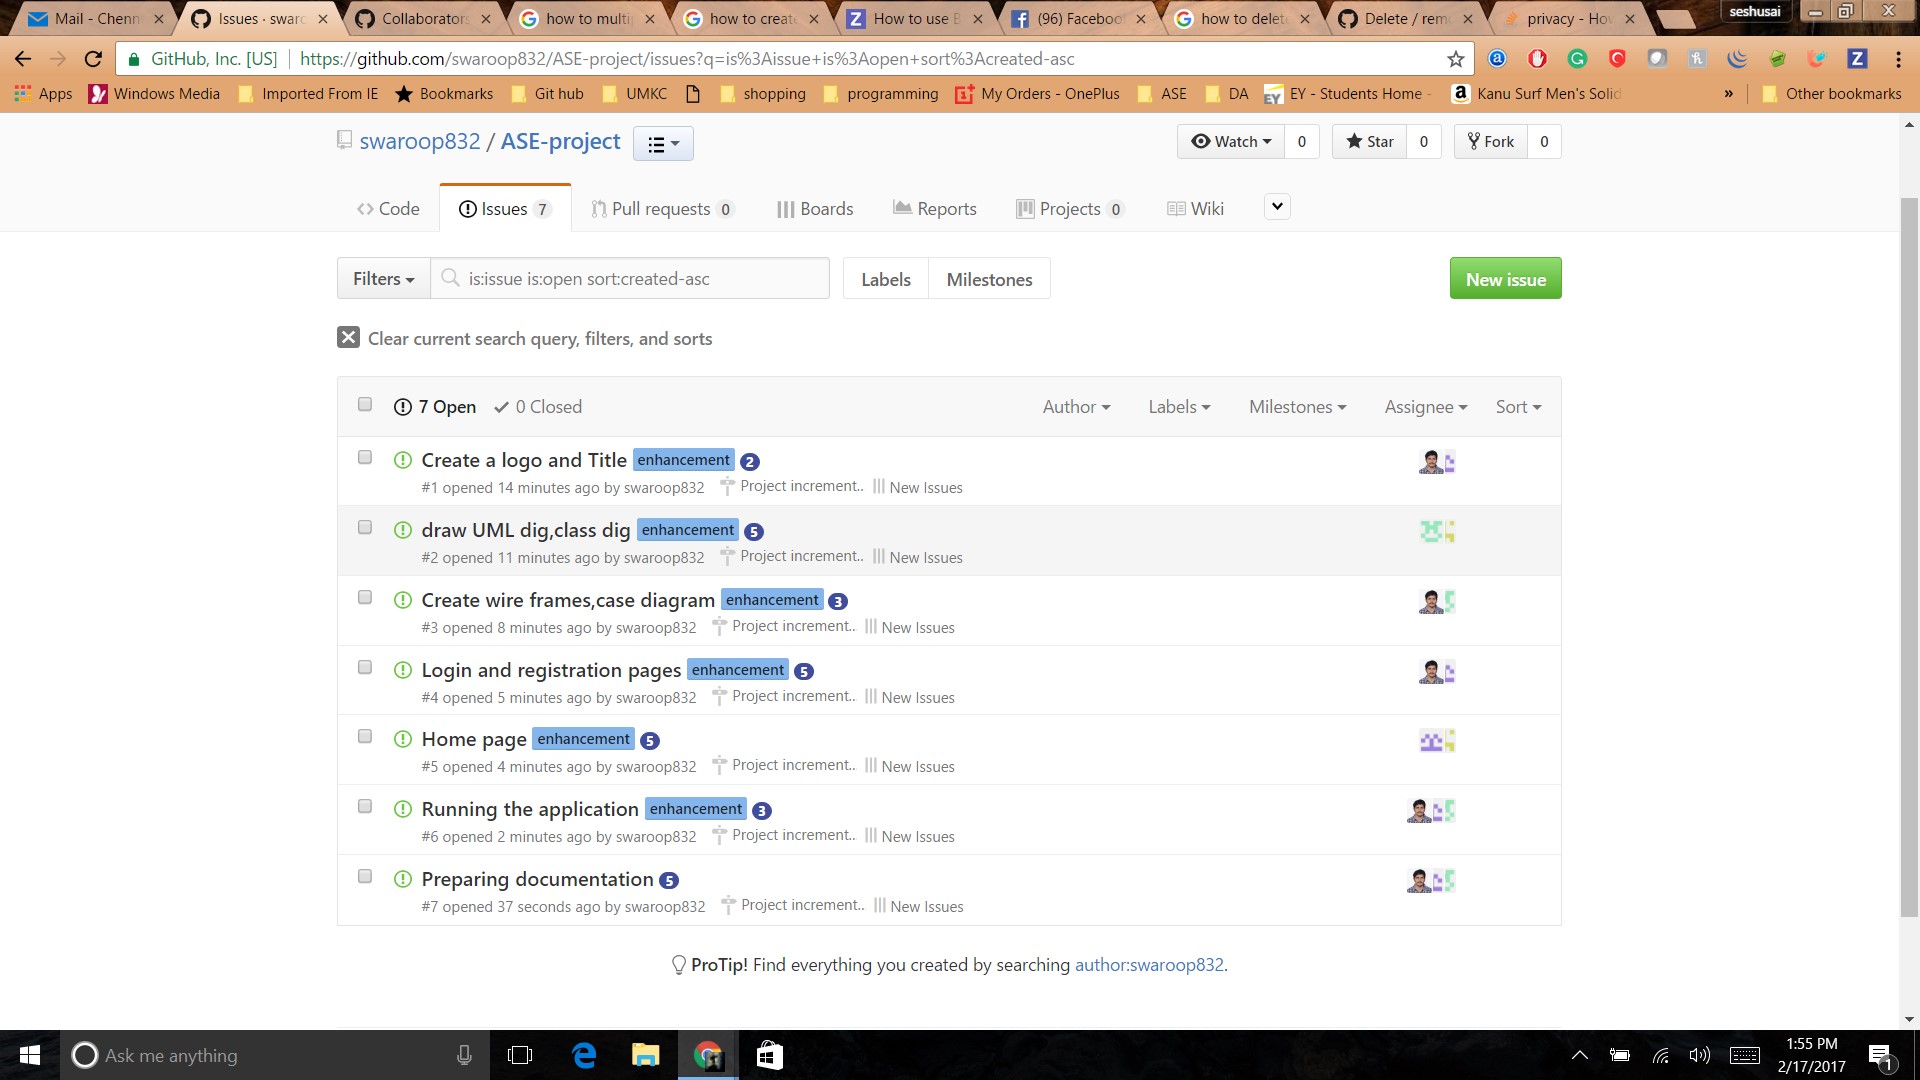 Mail - Chenn
Issues · swar
Collaborators
how to multip
how to create
How to use B
(96) Faceboo
how to delet
Delete / rem
privacy - Ho
seshusai
GitHub, Inc. [US] https://github.com/swaroop832/ASE-project/issues?q=is%3Aissue+is%3Aopen+sort%3Acreated-asc
Apps Windows Media Imported From IE Bookmarks Git hub UMKC shopping programming My Orders - OnePlus ASE DA EY - Students Home - Kanu Surf Men's Solid » Other bookmarks
swaroop832 / ASE-project
Watch 0 Star 0 Fork 0
Code Issues 7 Pull requests 0 Boards Reports Projects 0 Wiki
Filters is:issue is:open sort:created-asc Labels Milestones New issue
Clear current search query, filters, and sorts
7 Open 0 Closed Author Labels Milestones Assignee Sort
Create a logo and Title enhancement 2
#1 opened 14 minutes ago by swaroop832 Project increment.. New Issues
draw UML dig,class dig enhancement 5
#2 opened 11 minutes ago by swaroop832 Project increment.. New Issues
Create wire frames,case diagram enhancement 3
#3 opened 8 minutes ago by swaroop832 Project increment.. New Issues
Login and registration pages enhancement 5
#4 opened 5 minutes ago by swaroop832 Project increment.. New Issues
Home page enhancement 5
#5 opened 4 minutes ago by swaroop832 Project increment.. New Issues
Running the application enhancement 3
#6 opened 2 minutes ago by swaroop832 Project increment.. New Issues
Preparing documentation 5
#7 opened 37 seconds ago by swaroop832 Project increment.. New Issues
ProTip! Find everything you created by searching author:swaroop832.
Ask me anything
1:55 PM
2/17/2017
1